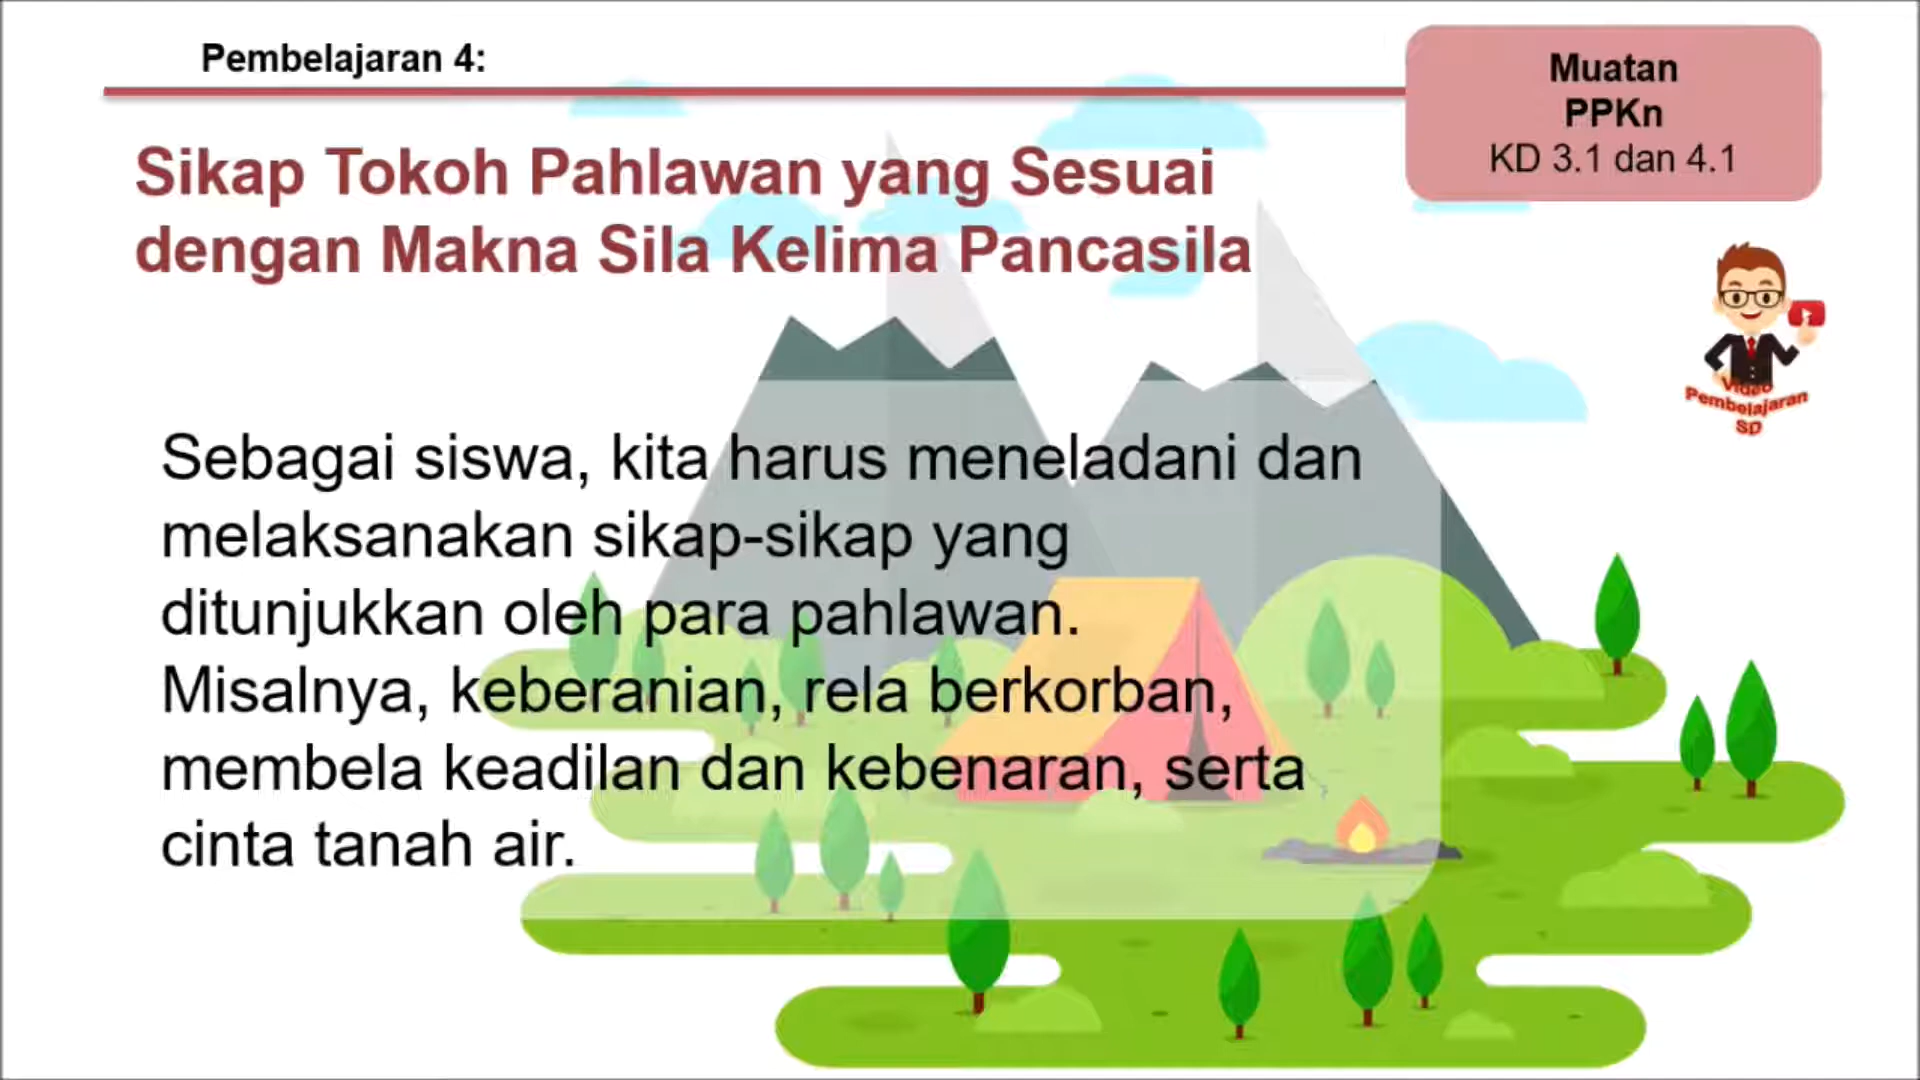 Pembelajaran 4:
Muatan
PPKn
KD 3.1 dan 4.1
Sikap Tokoh Pahlawan yang Sesuai
dengan Makna Sila Kelima Pancasila
Video
Pembelajaran
SD
Sebagai siswa, kita harus meneladani dan
melaksanakan sikap-sikap yang
ditunjukkan oleh para pahlawan.
Misalnya, keberanian, rela berkorban,
membela keadilan dan kebenaran, serta
cinta tanah air.